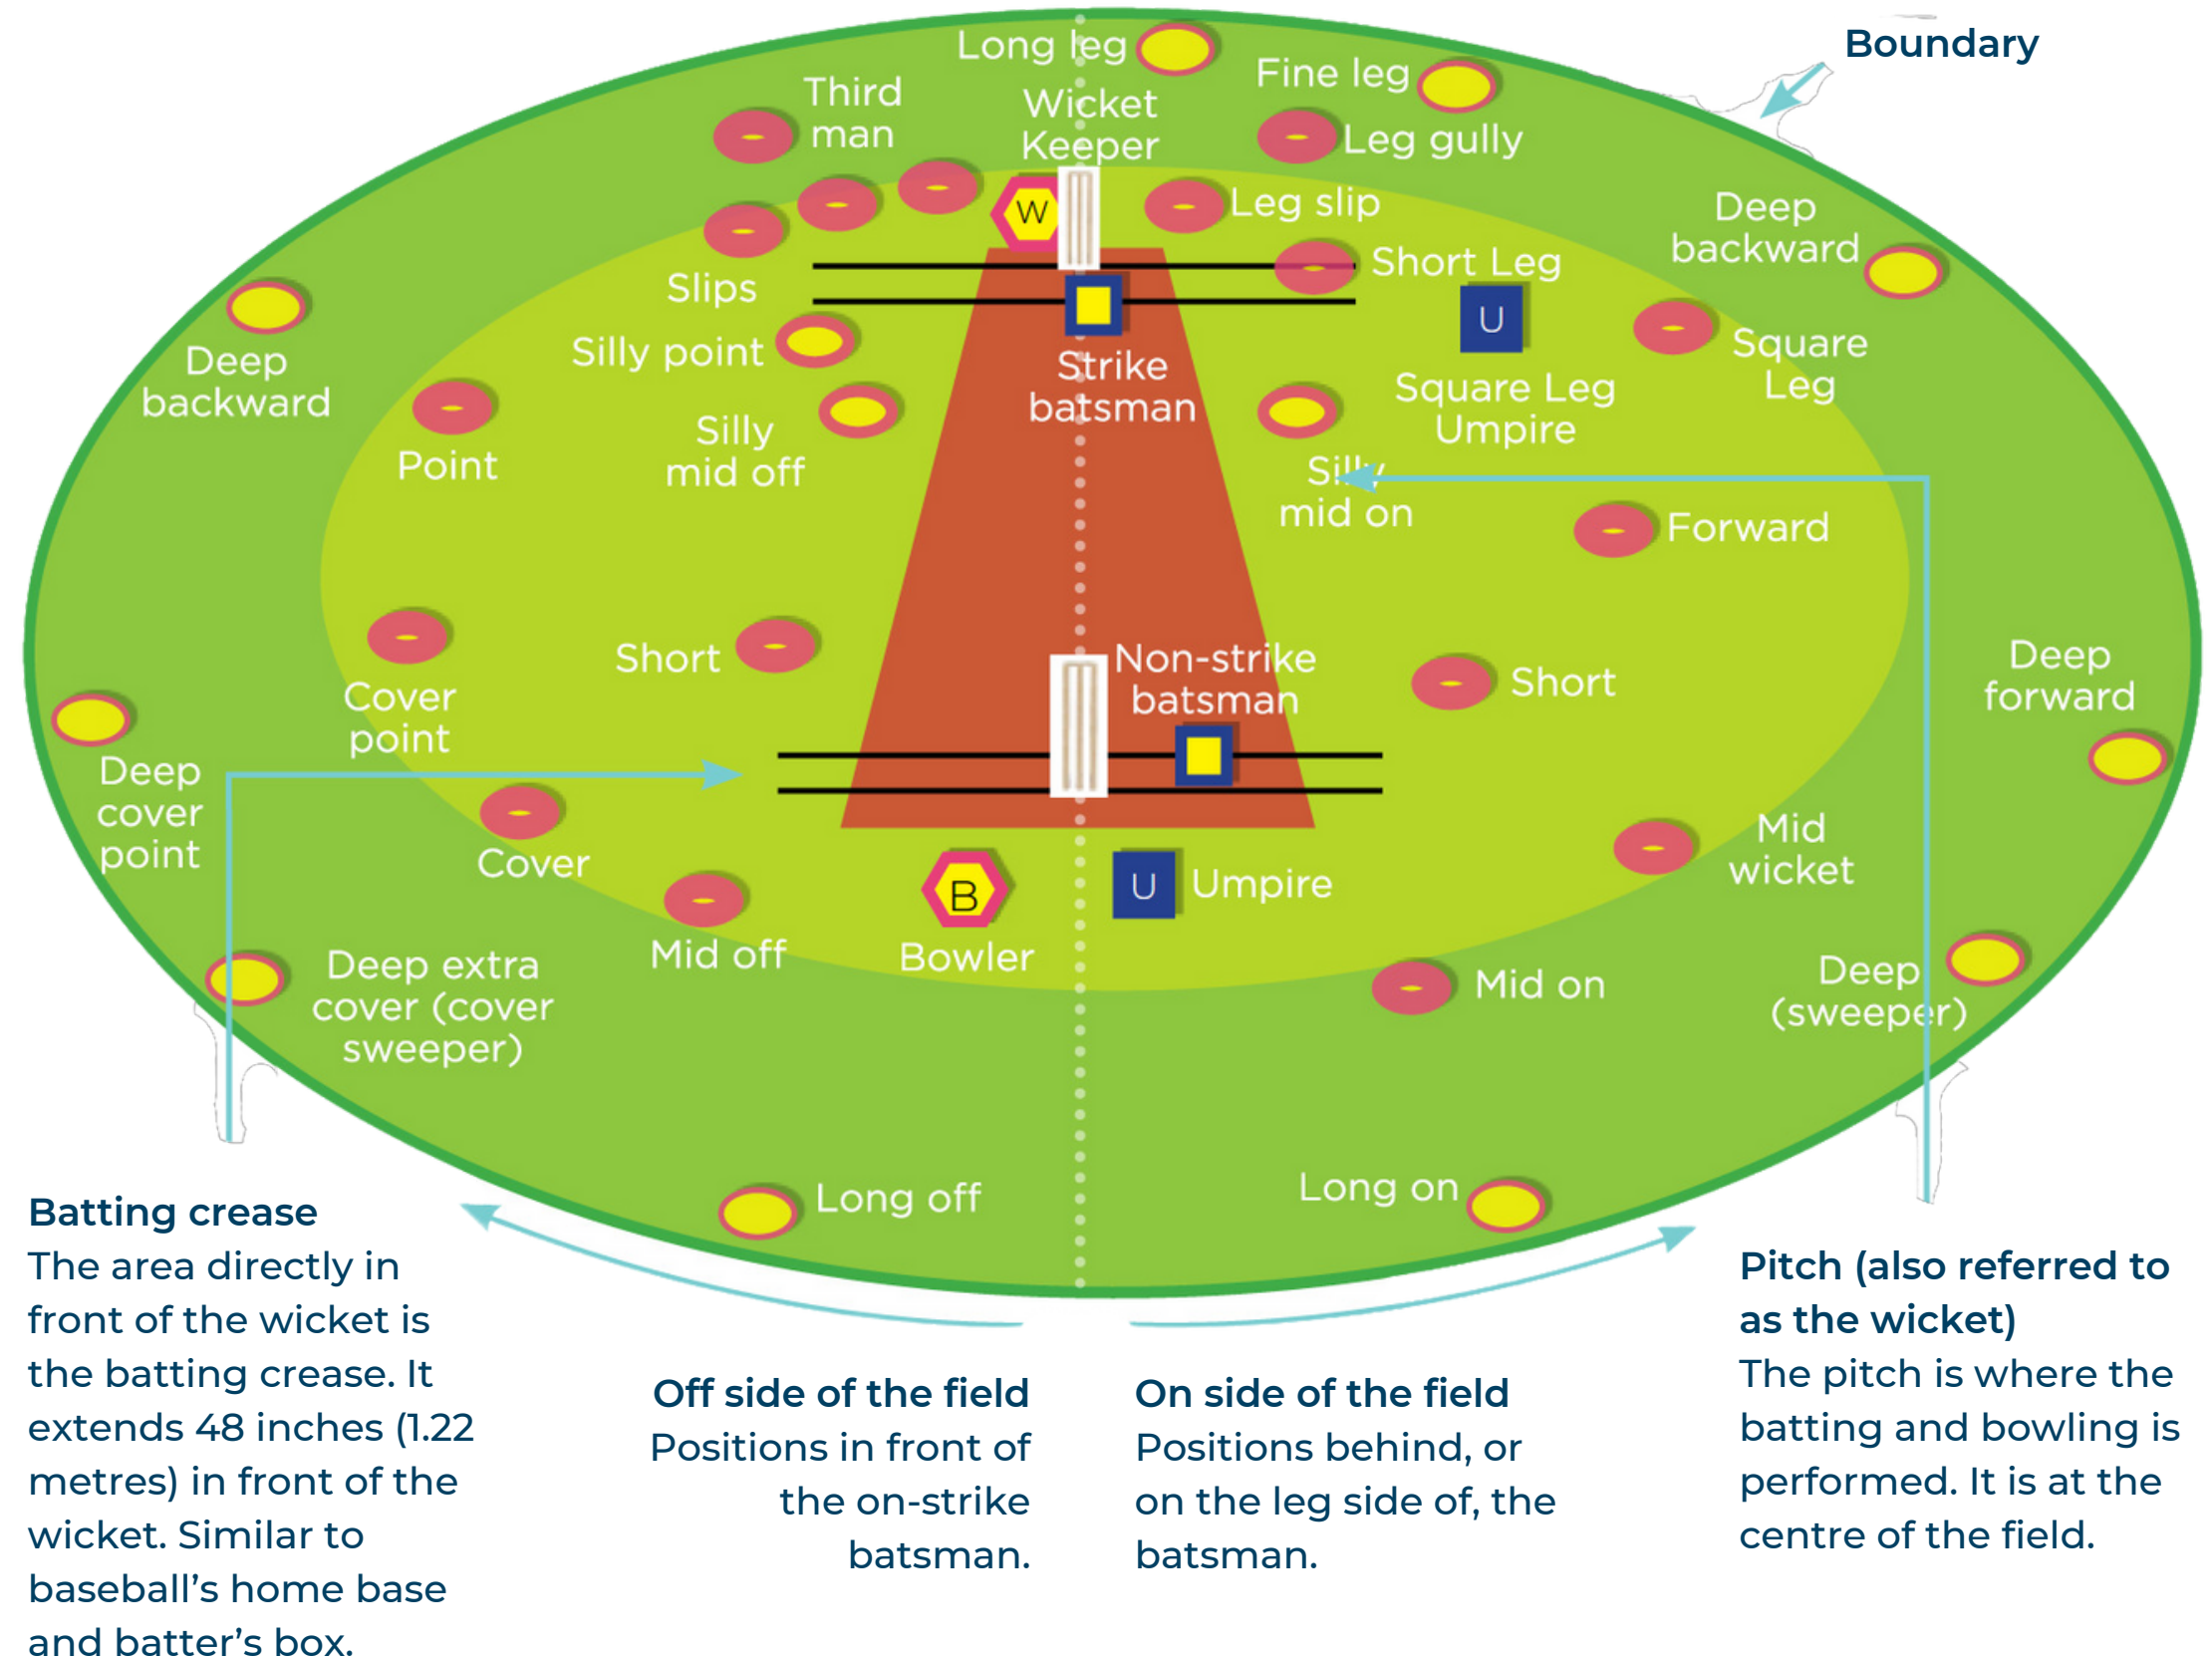 Boundary
Long leg
Fine leg
Third
man
Wicket
Keeper
Leg gully
W
Leg slip
Deep
backward
Short Leg
Slips
U
Silly point
Square
Leg
Deep
backward
Strike
batsman
Square Leg
Umpire
Silly
mid off
Point
Silly
mid on
Forward
Short
Non-strike
batsman
Short
Deep
forward
Cover
point
Deep
cover
point
Cover
Mid
wicket
B
U
Umpire
Mid off
Bowler
Deep extra
cover (cover
sweeper)
Mid on
Deep
(sweeper)
Long off
Long on
Batting crease
The area directly in
front of the wicket is
the batting crease. It
extends 48 inches (1.22
metres) in front of the
wicket. Similar to
baseball’s home base
and batter’s box.
Off side of the field
Positions in front of
the on-strike
batsman.
On side of the field
Positions behind, or
on the leg side of, the
batsman.
Pitch (also referred to
as the wicket)
The pitch is where the
batting and bowling is
performed. It is at the
centre of the field.